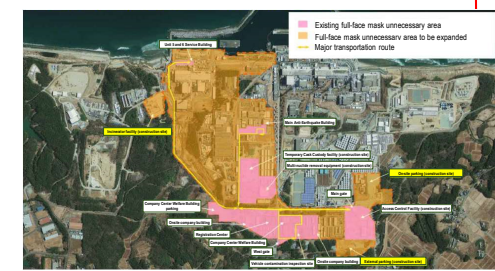 Existing full-face mask unnecessary area
Full-face mask unnecessary area to be expanded
Major transportation route
Unit 5 and 6 Service Building
Main Anti-Earthquake Building
Incinerator facility (construction site)
Temporary Cask Custody facility (construction site)
Multi-nuclide removal equipment (construction site)
On-site parking (construction site)
Main gate
Company Center Welfare Building parking
Access Control Facility (construction site)
Onsite company building
Registration Center
Company Center Welfare Building
West gate
Vehicle contamination inspection site
Onsite company building
External parking (construction site)